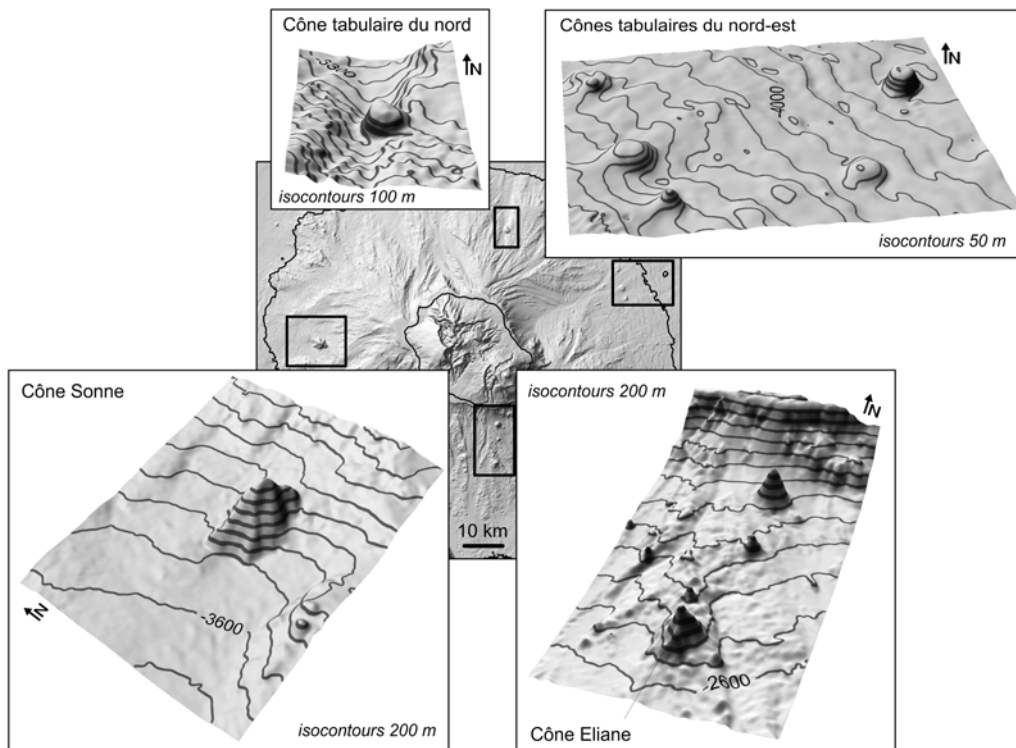 Cône tabulaire du nord
N
-3800
isocontours 100 m
Cônes tabulaires du nord-est
N
-4000
isocontours 50 m
10 km
Cône Sonne
N
-3600
isocontours 200 m
isocontours 200 m
N
-2600
Cône Eliane